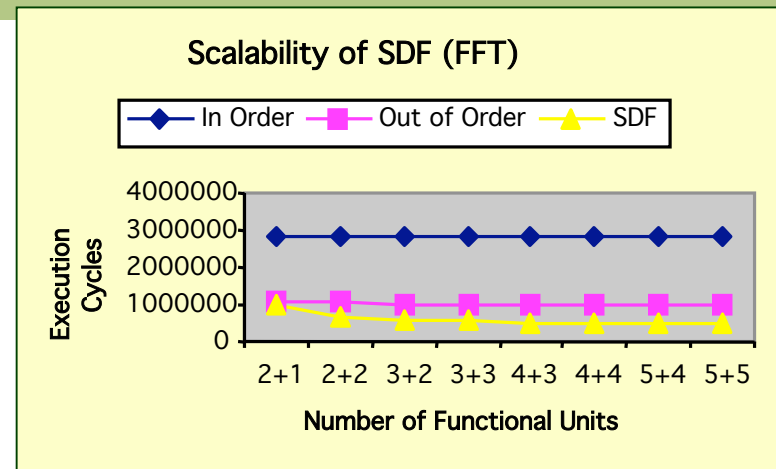 Scalability of SDF (FFT)
In Order Out of Order SDF
4000000
3000000
2000000
1000000
0
Execution
Cycles
2+1 2+2 3+2 3+3 4+3 4+4 5+4 5+5
Number of Functional Units